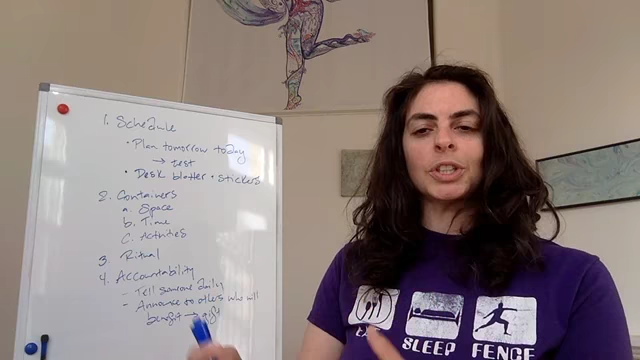 1. Schedule
• Plan tomorrow today
→ test
• Desk blotter • stickers
2. Containers
a. Space
b. Time
c. Activities
3. Ritual
4. Accountability
- Tell someone daily
- Announce to others who will
benefit → gift
SLEEP FENCE